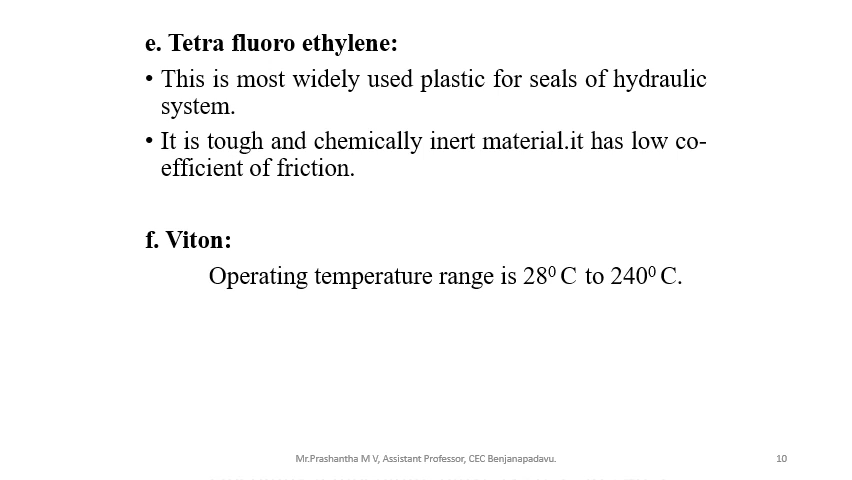 e. Tetra fluoro ethylene:
• This is most widely used plastic for seals of hydraulic
system.
• It is tough and chemically inert material.it has low co-
efficient of friction.
f. Viton:
Operating temperature range is 28⁰ C to 240⁰ C.
Mr.Prashantha M V, Assistant Professor, CEC Benjanapadavu.
10